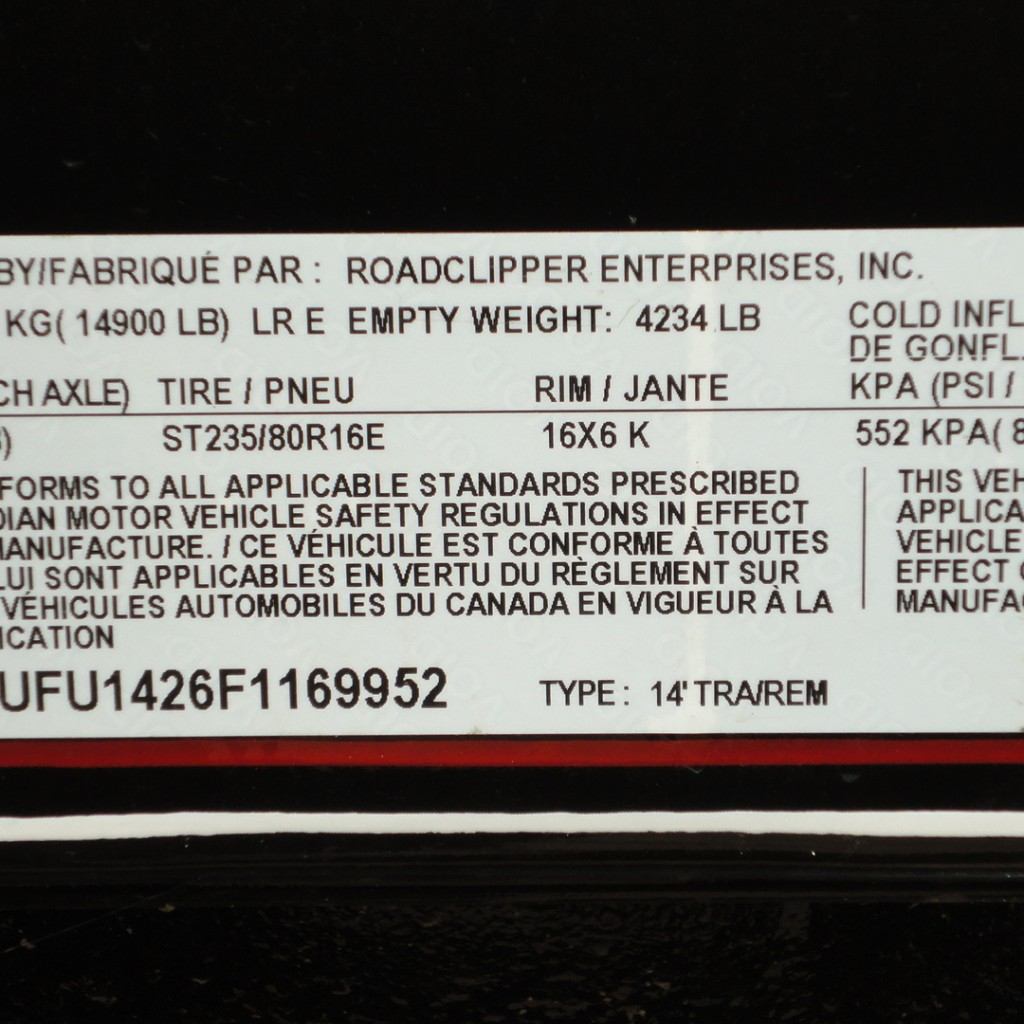 BY/FABRIQUÉ PAR : ROADCLIPPER ENTERPRISES, INC.
KG( 14900 LB) LR E EMPTY WEIGHT: 4234 LB
COLD INFL
DE GONFL
CH AXLE) TIRE / PNEU RIM / JANTE KPA (PSI /
) ST235/80R16E 16X6 K 552 KPA( 8
FORMS TO ALL APPLICABLE STANDARDS PRESCRIBED
DIAN MOTOR VEHICLE SAFETY REGULATIONS IN EFFECT
MANUFACTURE. / CE VÉHICULE EST CONFORME À TOUTES
LUI SONT APPLICABLES EN VERTU DU RÈGLEMENT SUR
VÉHICULES AUTOMOBILES DU CANADA EN VIGUEUR À LA
ICATION
THIS VEH
APPLICA
VEHICLE
EFFECT
MANUFA
UFU1426F1169952 TYPE : 14' TRA/REM